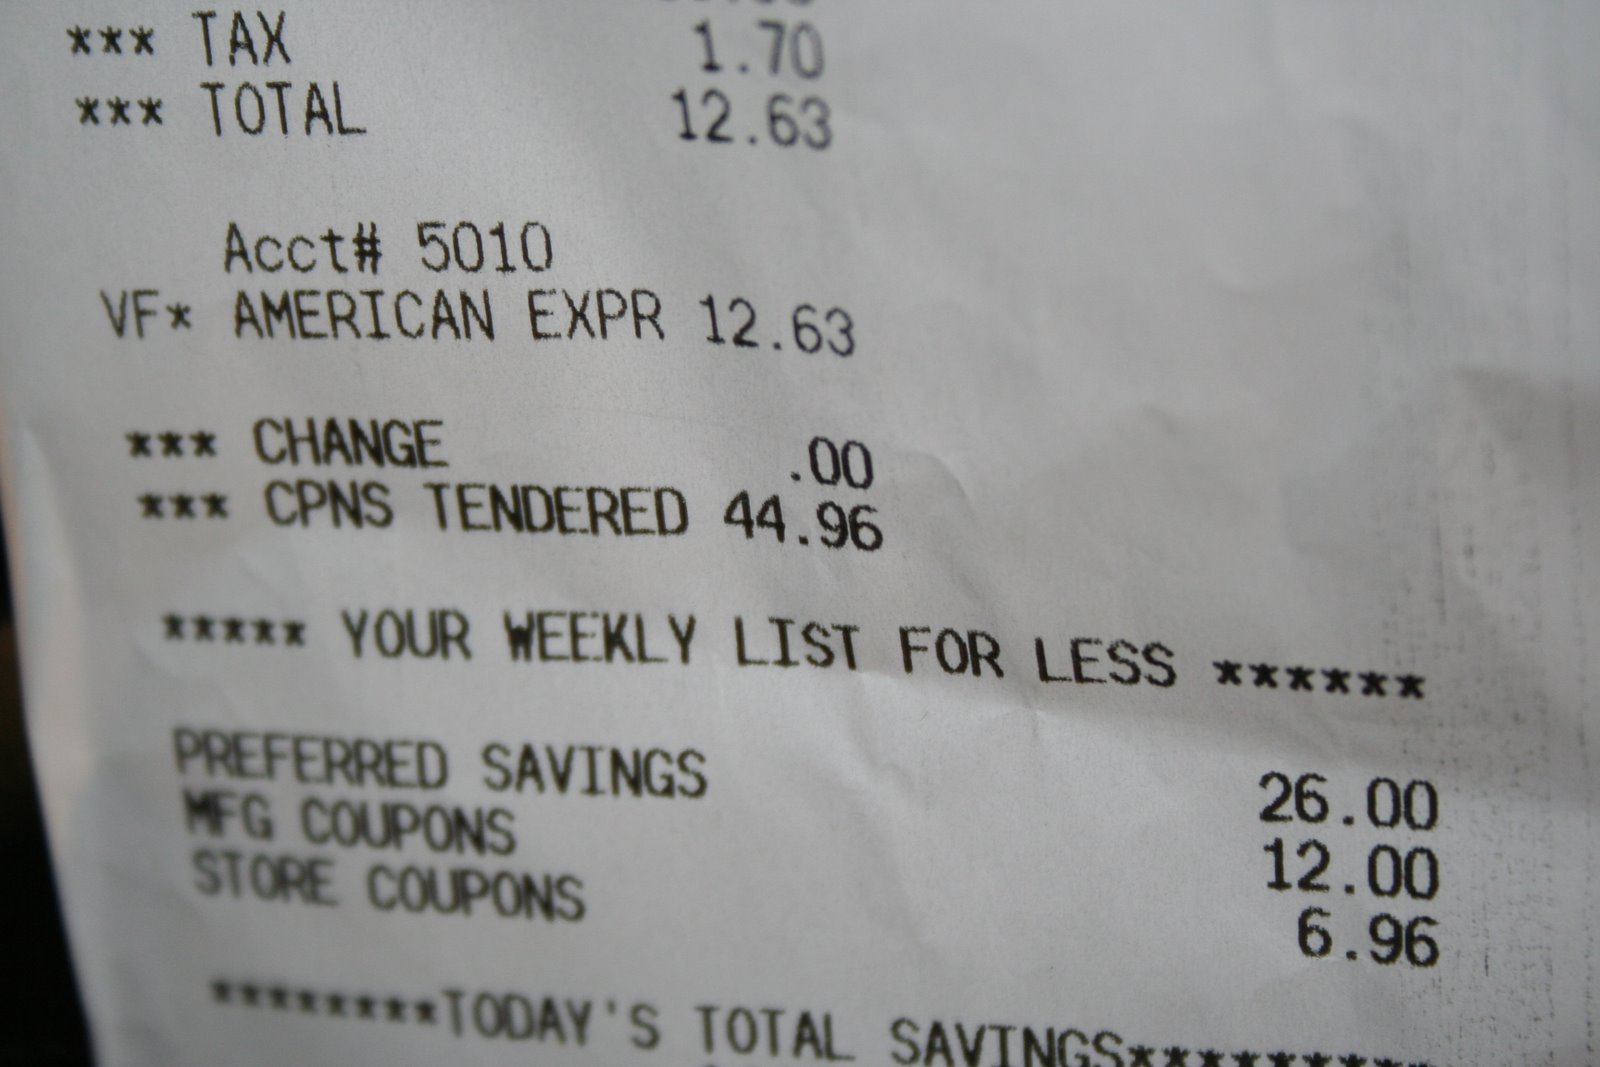 *** TAX 1.70
*** TOTAL 12.63
Acct# 5010
VF* AMERICAN EXPR 12.63
*** CHANGE .00
*** CPNS TENDERED 44.96
***** YOUR WEEKLY LIST FOR LESS ******
PREFERRED SAVINGS 26.00
MFG COUPONS 12.00
STORE COUPONS 6.96
********TODAY'S TOTAL SAVINGS*********